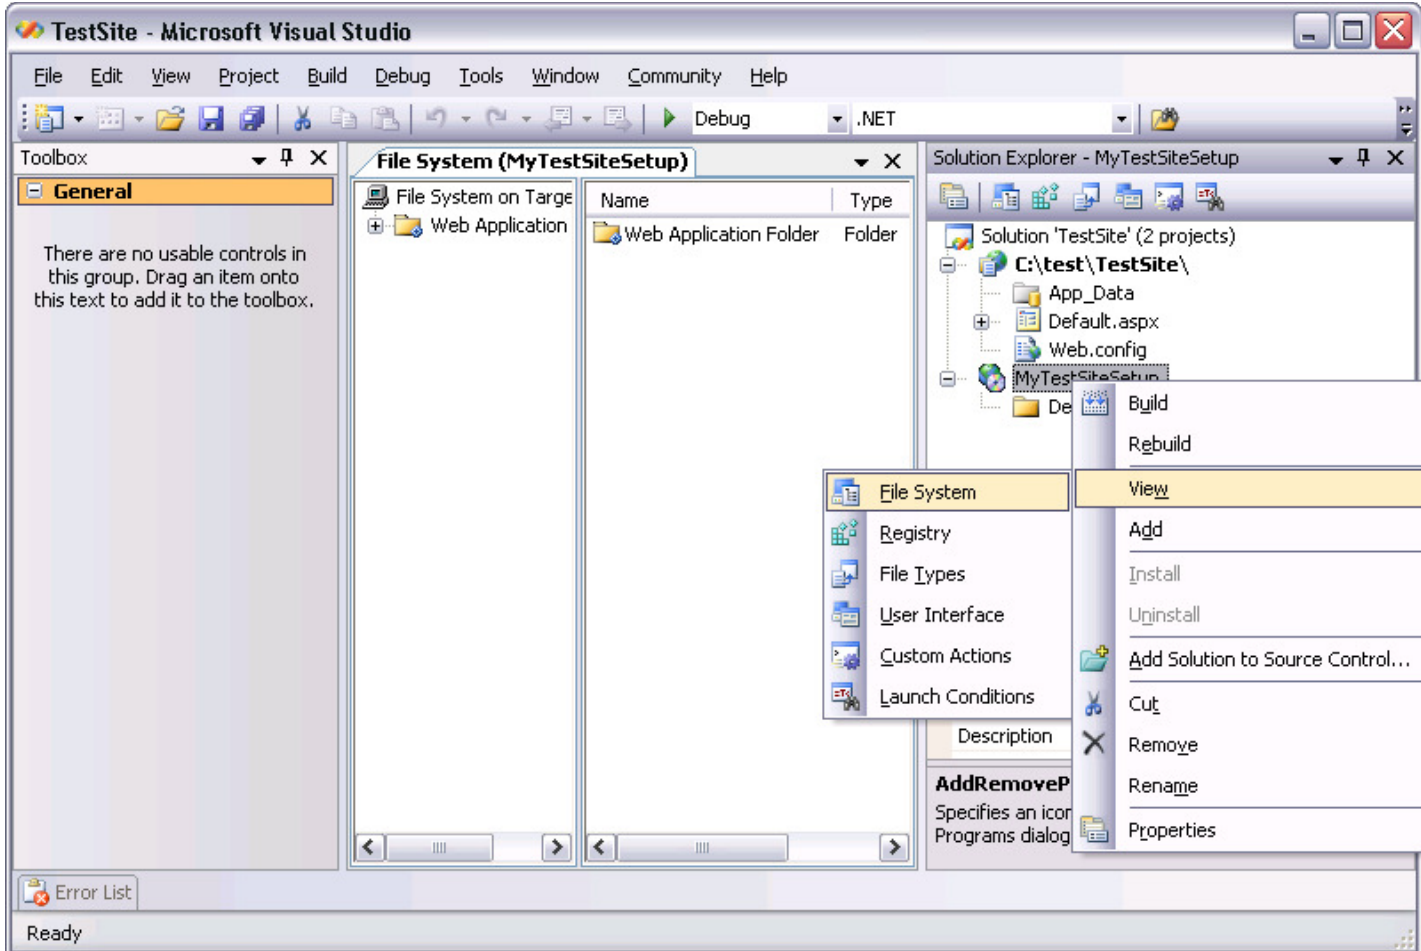 TestSite - Microsoft Visual Studio
File Edit View Project Build Debug Tools Window Community Help
Debug .NET
Toolbox
General
There are no usable controls in
this group. Drag an item onto
this text to add it to the toolbox.
File System (MyTestSiteSetup)
File System on Targe
Web Application
Name Type
Web Application Folder Folder
Solution Explorer - MyTestSiteSetup
Solution 'TestSite' (2 projects)
C:\test\TestSite\
App_Data
Default.aspx
Web.config
MyTestSiteSetup
De
Build
Rebuild
View
Add
Install
Uninstall
Add Solution to Source Control...
Cut
Remove
Rename
Properties
File System
Registry
File Types
User Interface
Custom Actions
Launch Conditions
Description
AddRemoveP
Specifies an icon
Programs dialog
Error List
Ready